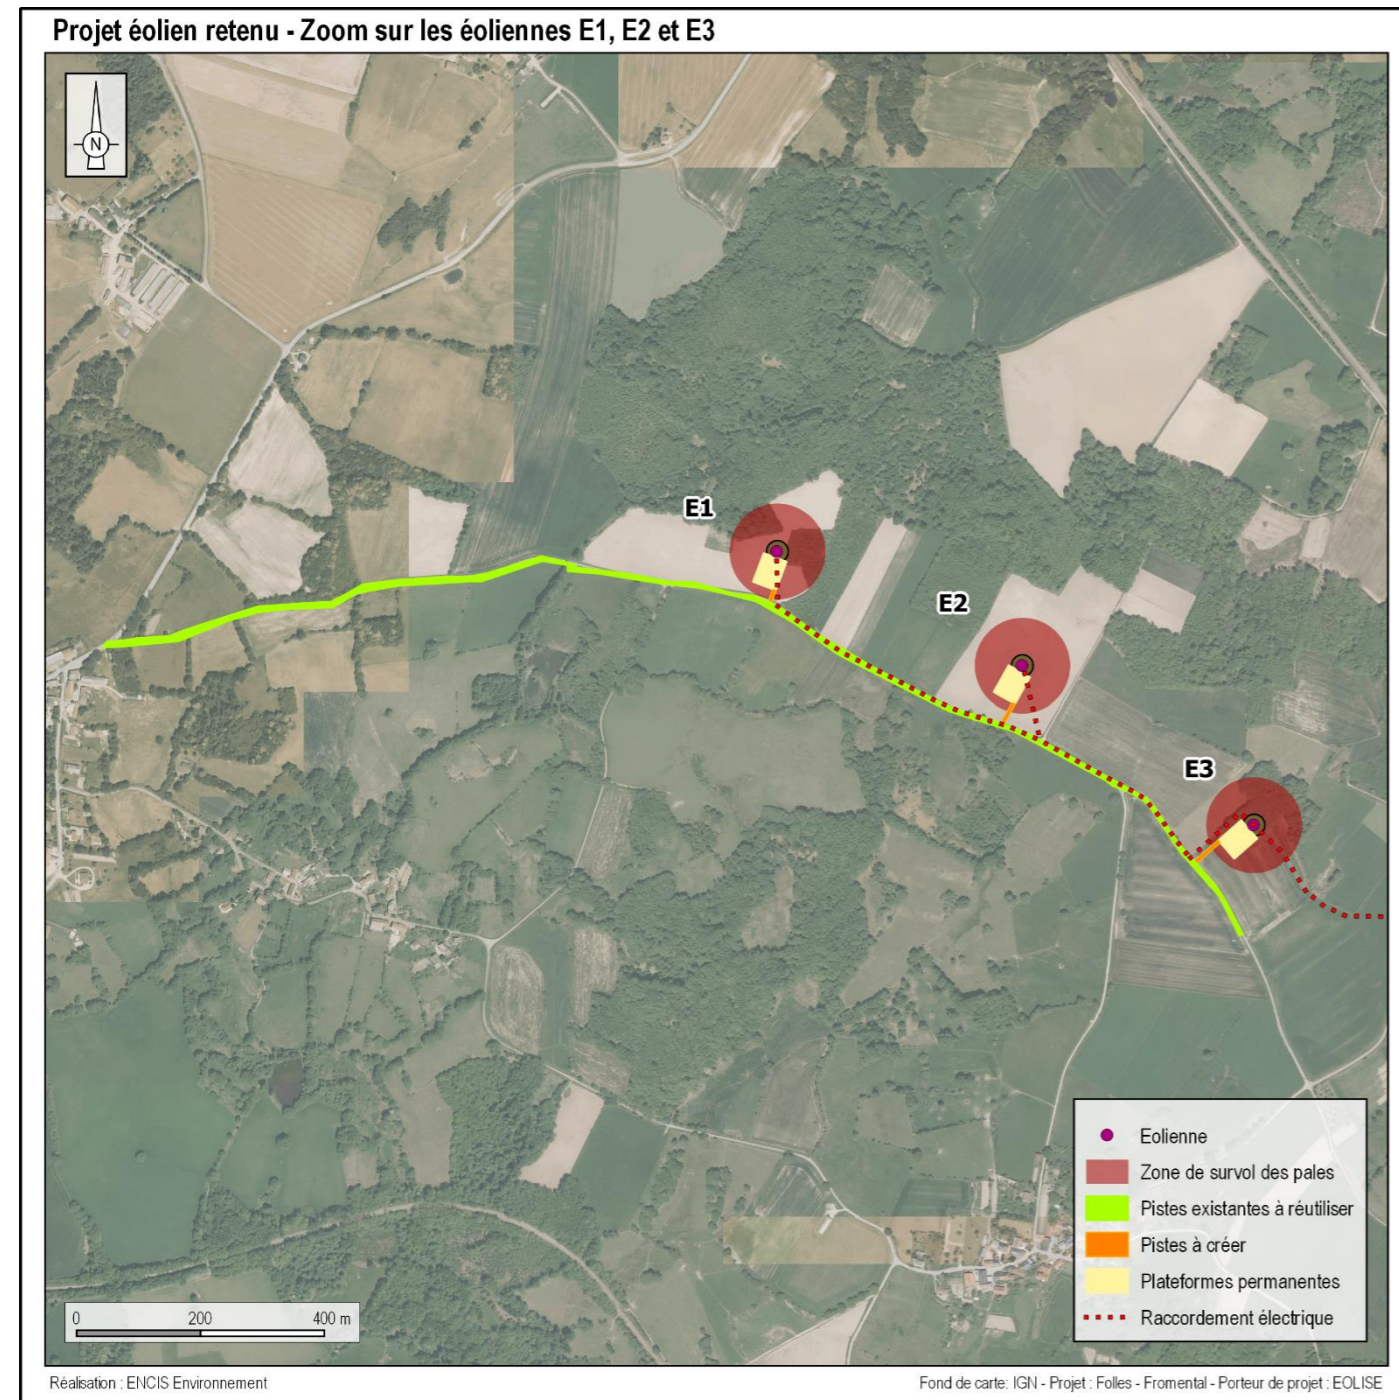 Projet éolien retenu - Zoom sur les éoliennes E1, E2 et E3
N
E1
E2
E3
Eolienne
Zone de survol des pales
Pistes existantes à réutiliser
Pistes à créer
Plateformes permanentes
Raccordement électrique
0 200 400 m
Réalisation : ENCIS Environnement
Fond de carte: IGN - Projet : Folles - Fromental - Porteur de projet : EOLISE